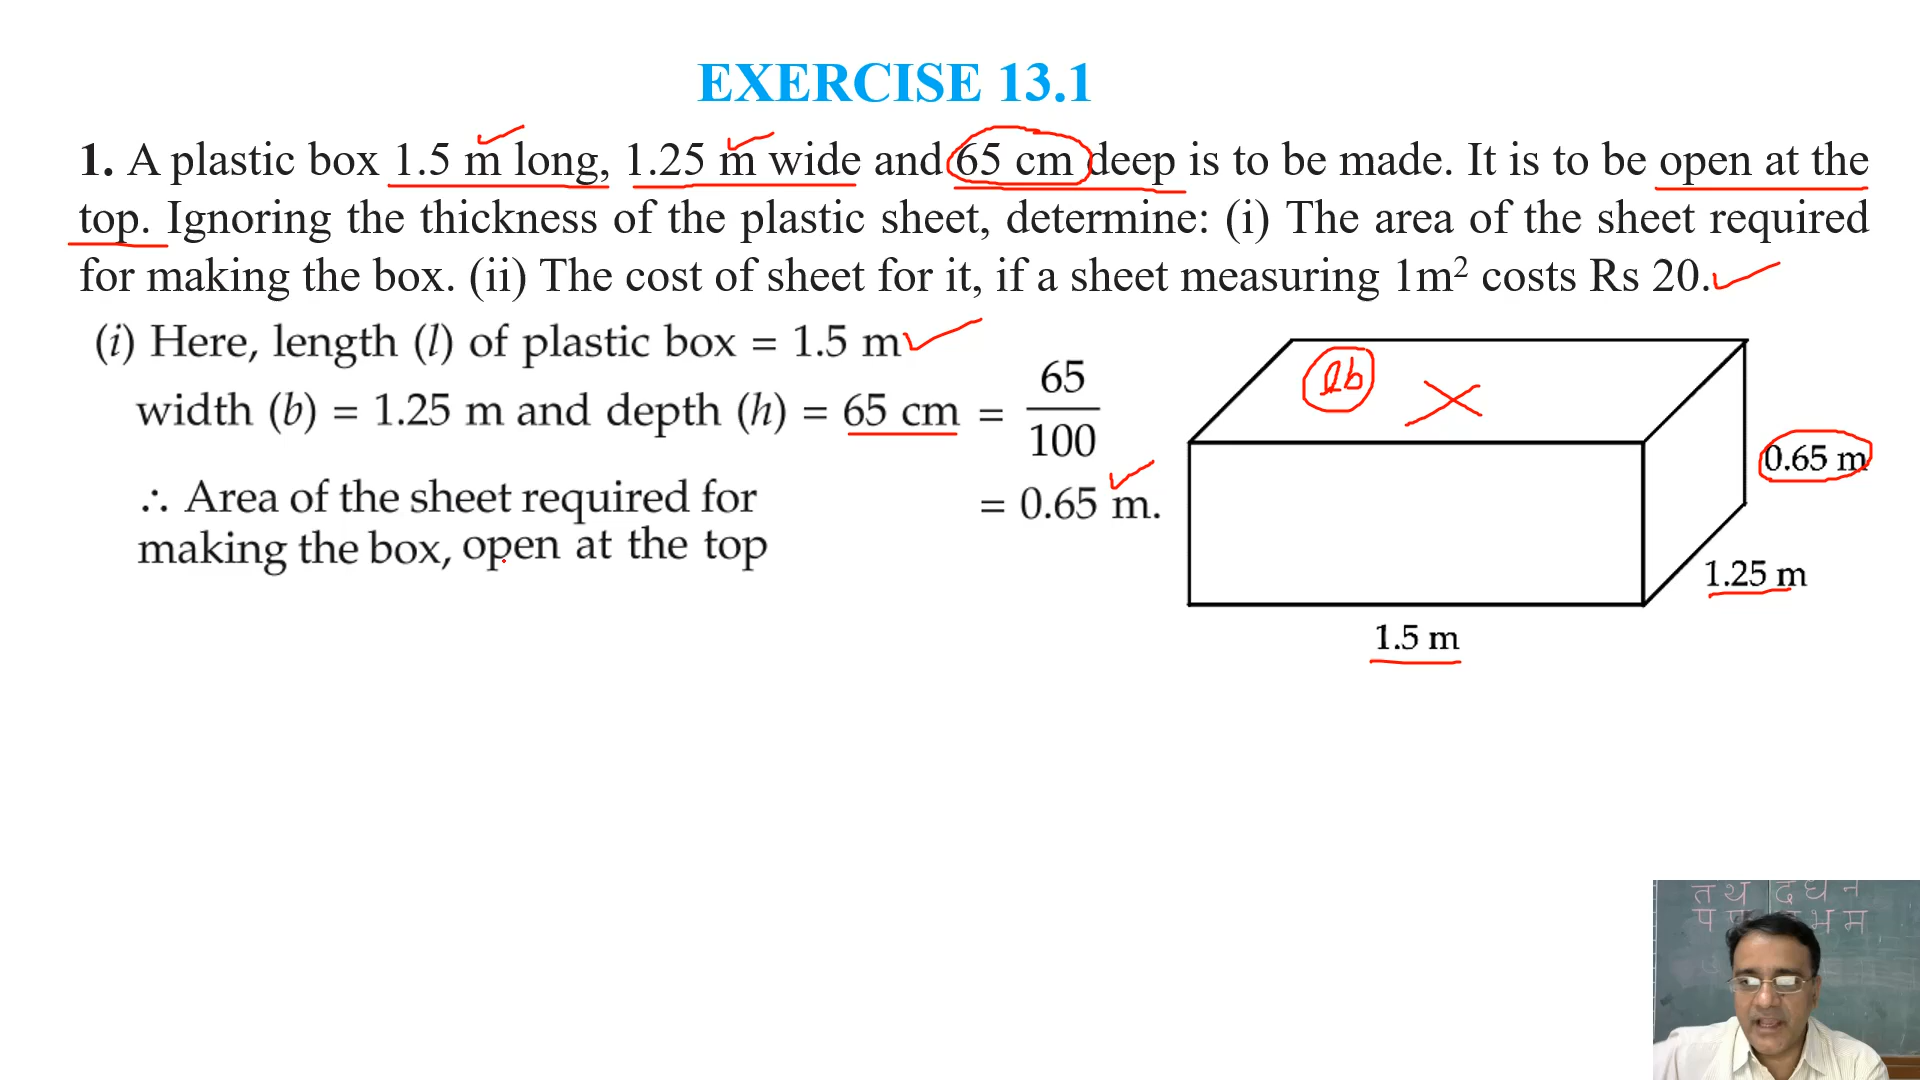 EXERCISE 13.1
1. A plastic box 1.5 m long, 1.25 m wide and 65 cm deep is to be made. It is to be open at the
top. Ignoring the thickness of the plastic sheet, determine: (i) The area of the sheet required
for making the box. (ii) The cost of sheet for it, if a sheet measuring 1m² costs Rs 20.
(i) Here, length (l) of plastic box = 1.5 m
width (b) = 1.25 m and depth (h) = 65 cm = 65/100
= 0.65 m.
∴ Area of the sheet required for
making the box, open at the top
lb
0.65 m
1.25 m
1.5 m
त थ द ध न
प फ भ म